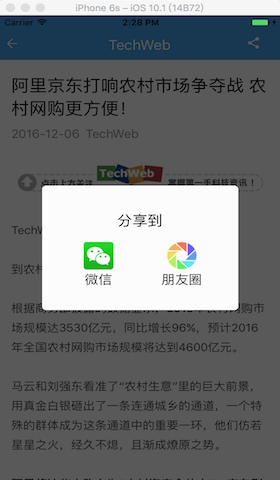 iPhone 6s – iOS 10.1 (14B72)
Carrier 2:28 PM
TechWeb
阿里京东打响农村市场争夺战 农
村网购更方便！
2016-12-06 TechWeb
TechWeb
点击上方关注 掌握第一手科技资讯！
TechW
分享到
到农村
微信 朋友圈
模市场规模达3530亿元，同比增长96%，预计2016
年全国农村网购市场规模将达到4600亿元。
马云和刘强东看准了“农村生意”里的巨大前景，
用真金白银砸出了一条连通城乡的通道，一个特
殊的群体成为这条通道中的重要一环，他们仿若
星星之火，经久不熄，且渐成燎原之势。